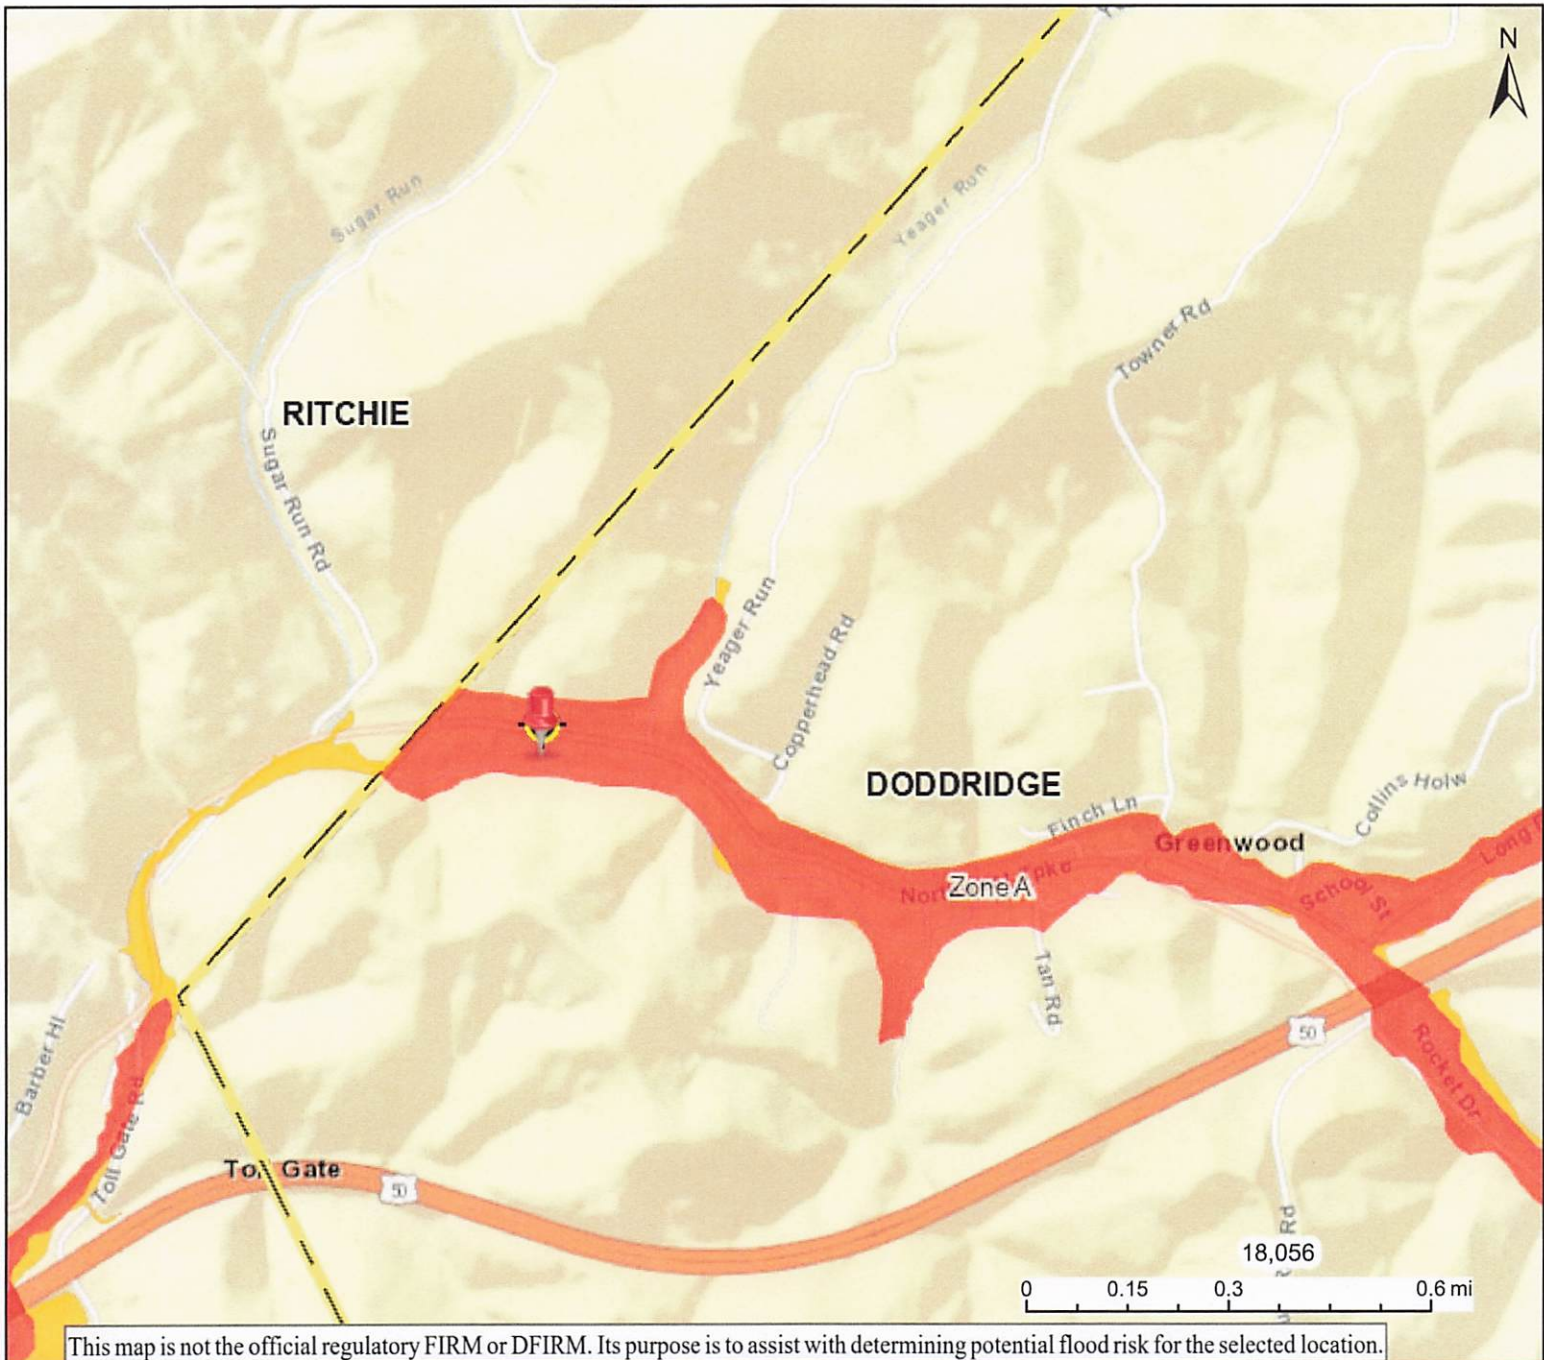 N
Sugar Run
Yeager Run
Towner Rd
RITCHIE
Sugar Run Rd
Yeager Run
Copperhead Rd
DODDRIDGE
Collins Holw
Finch Ln
Greenwood
Long
Zone A
School St
Tan Rd
50
Barber Hl
Rocket Dr
Toll Gate Rd
Gate
50
Rd
18,056
0 0.15 0.3 0.6 mi
This map is not the official regulatory FIRM or DFIRM. Its purpose is to assist with determining potential flood risk for the selected location.